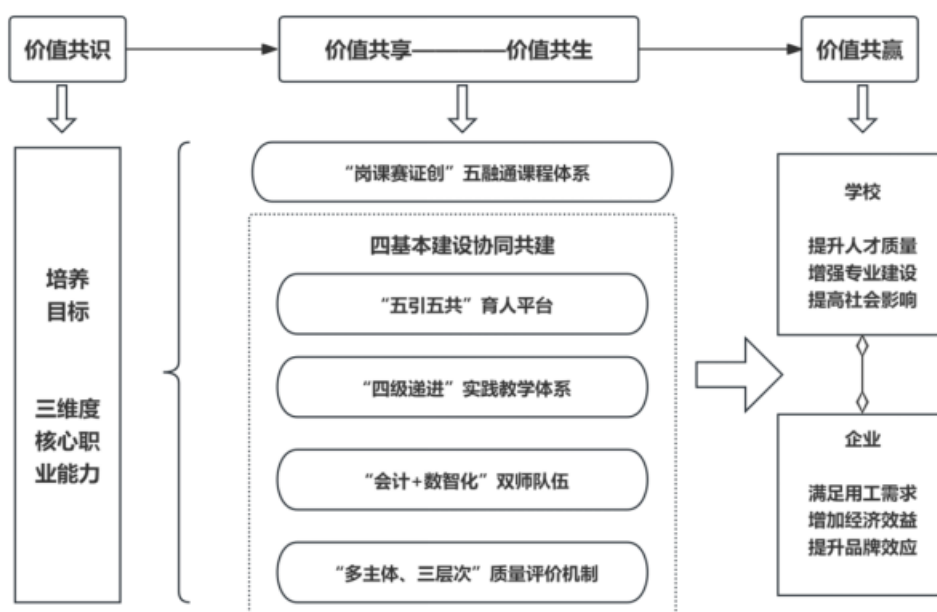 价值共识
价值共享————价值共生
价值共赢
培养
目标
三维度
核心职
业能力
“岗课赛证创”五融通课程体系
四基本建设协同共建
“五引五共”育人平台
“四级递进”实践教学体系
“会计+数智化”双师队伍
“多主体、三层次”质量评价机制
学校
提升人才质量
增强专业建设
提高社会影响
企业
满足用工需求
增加经济效益
提升品牌效应